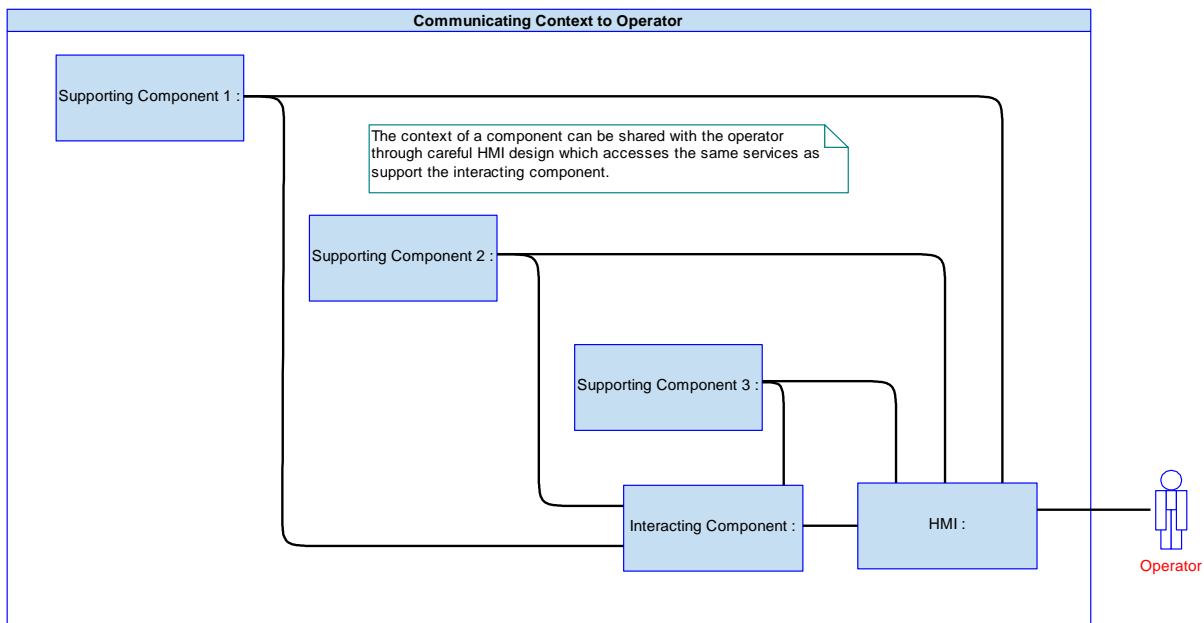 Communicating Context to Operator
Supporting Component 1 :
The context of a component can be shared with the operator
through careful HMI design which accesses the same services as
support the interacting component.
Supporting Component 2 :
Supporting Component 3 :
Interacting Component :
HMI :
Operator